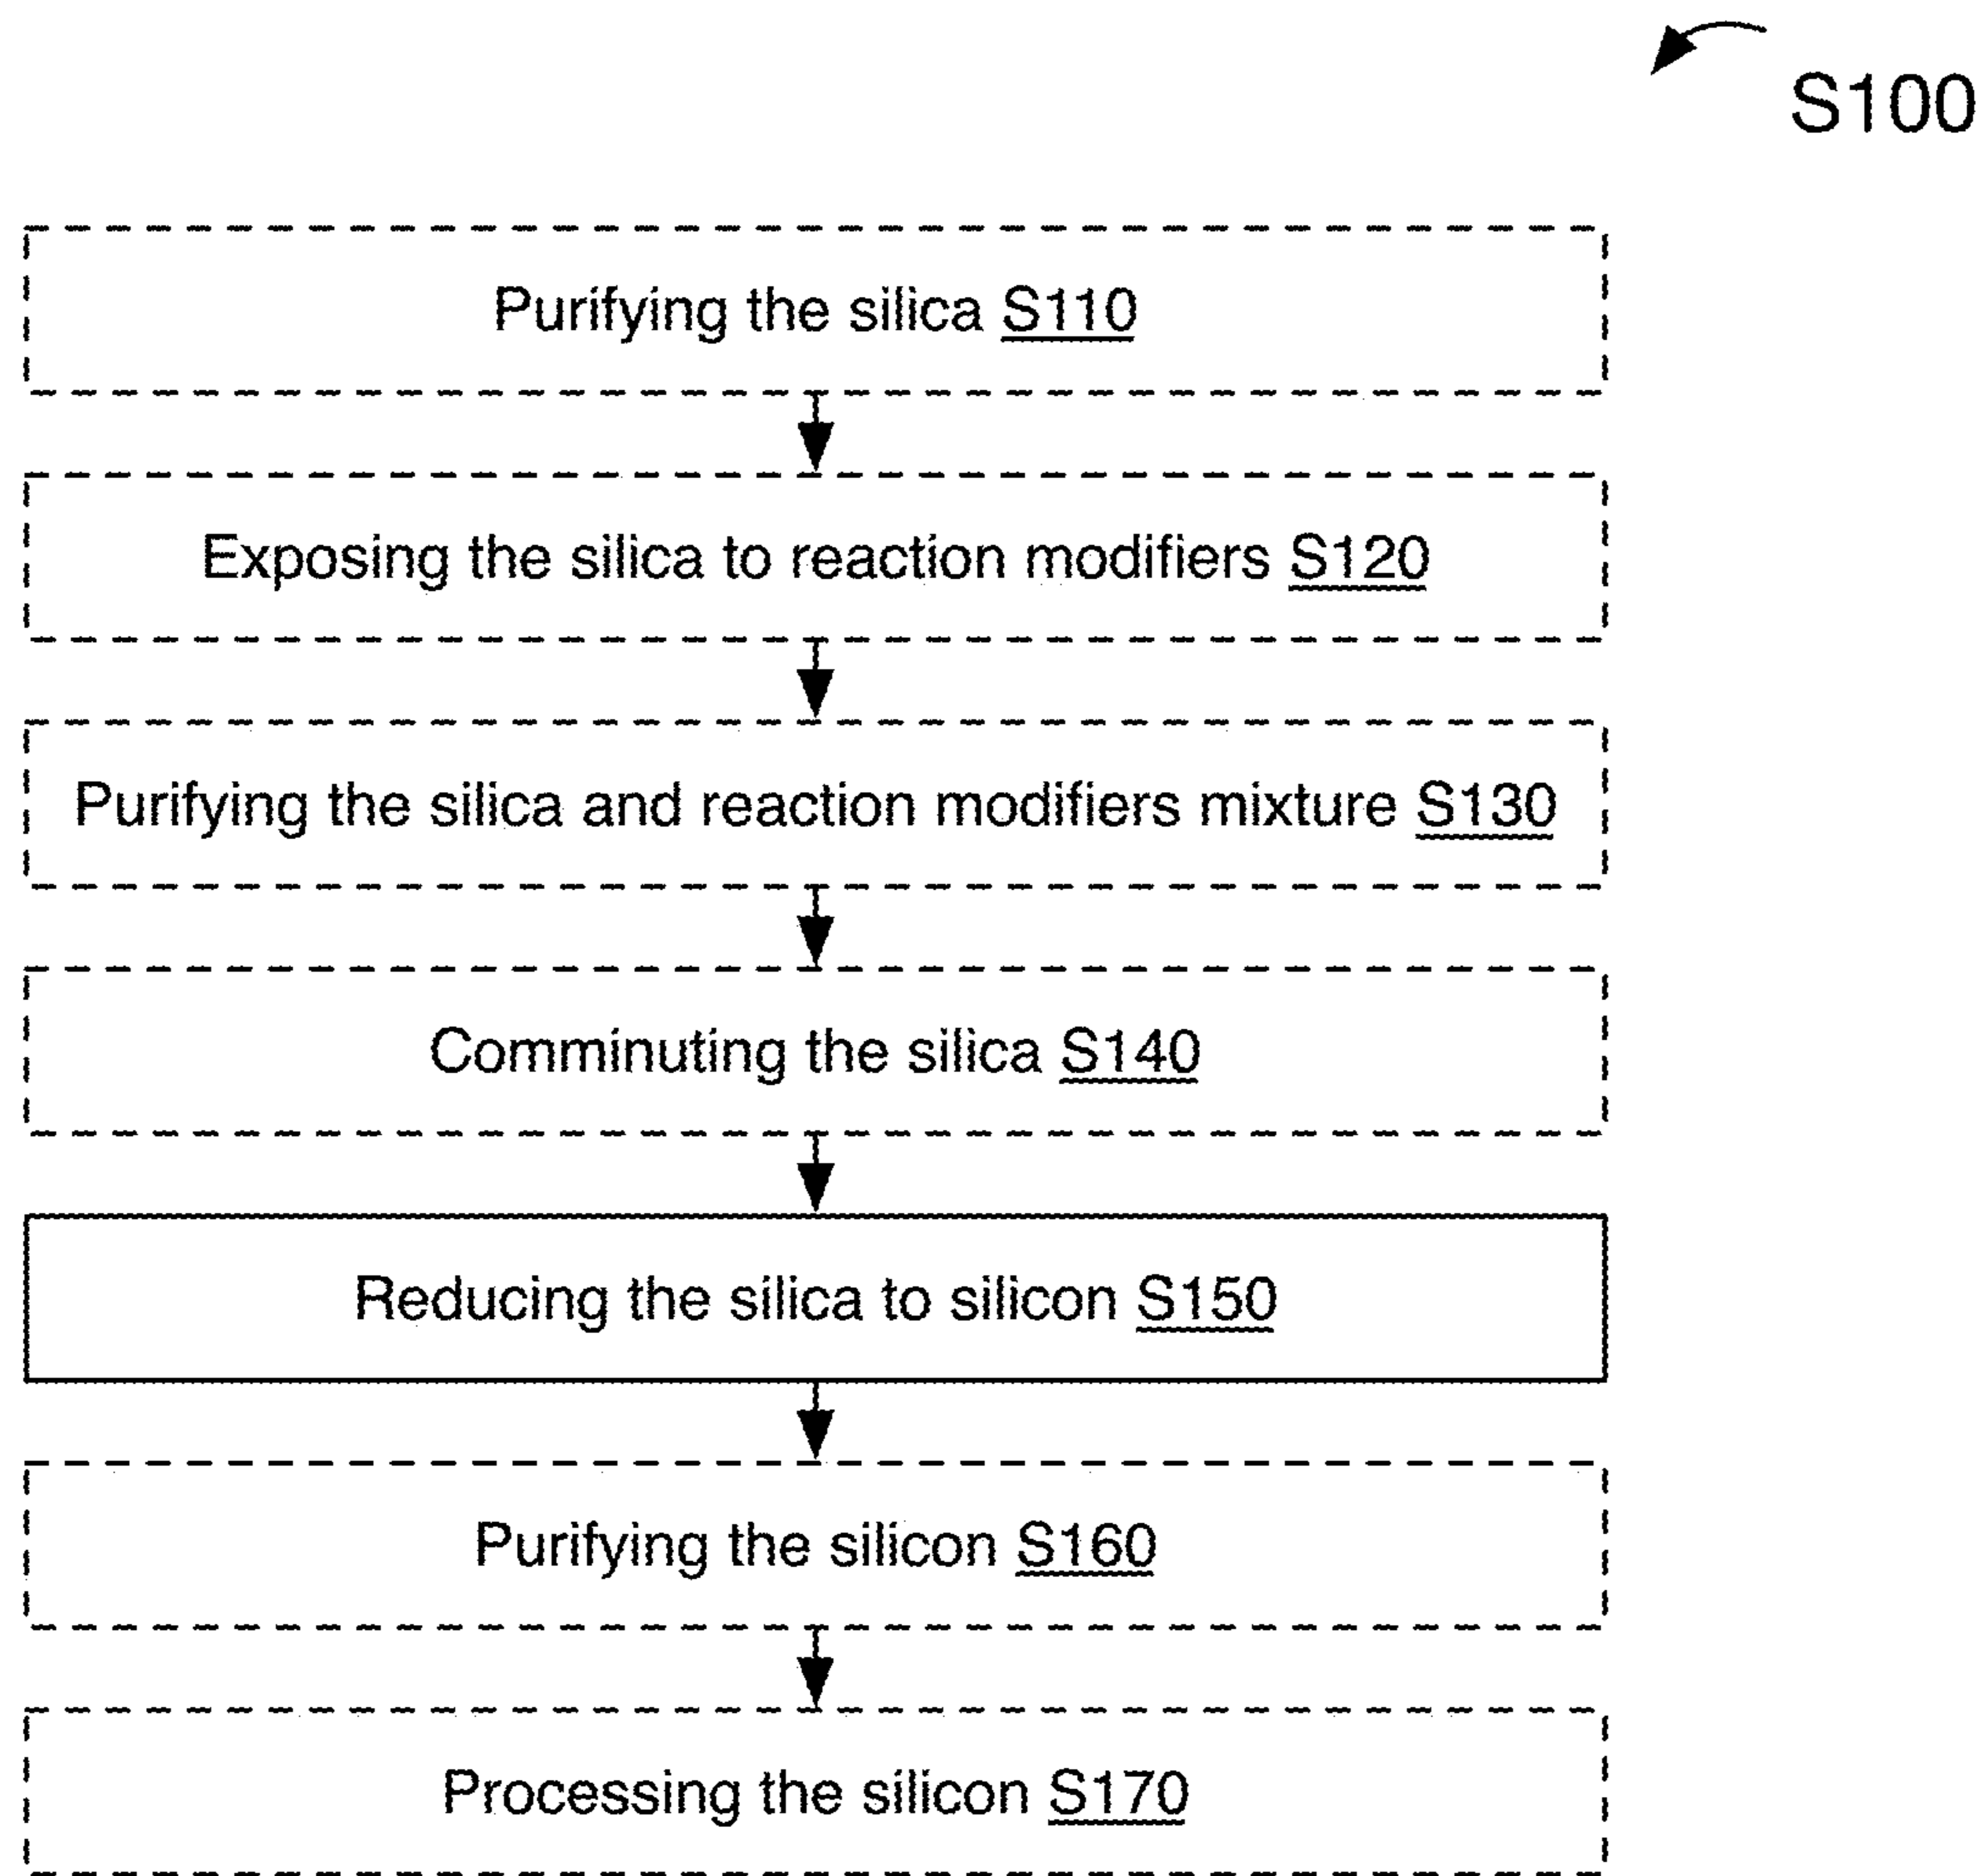 S100
Purifying the silica S110
Exposing the silica to reaction modifiers S120
Purifying the silica and reaction modifiers mixture S130
Comminuting the silica S140
Reducing the silica to silicon S150
Purifying the silicon S160
Processing the silicon S170